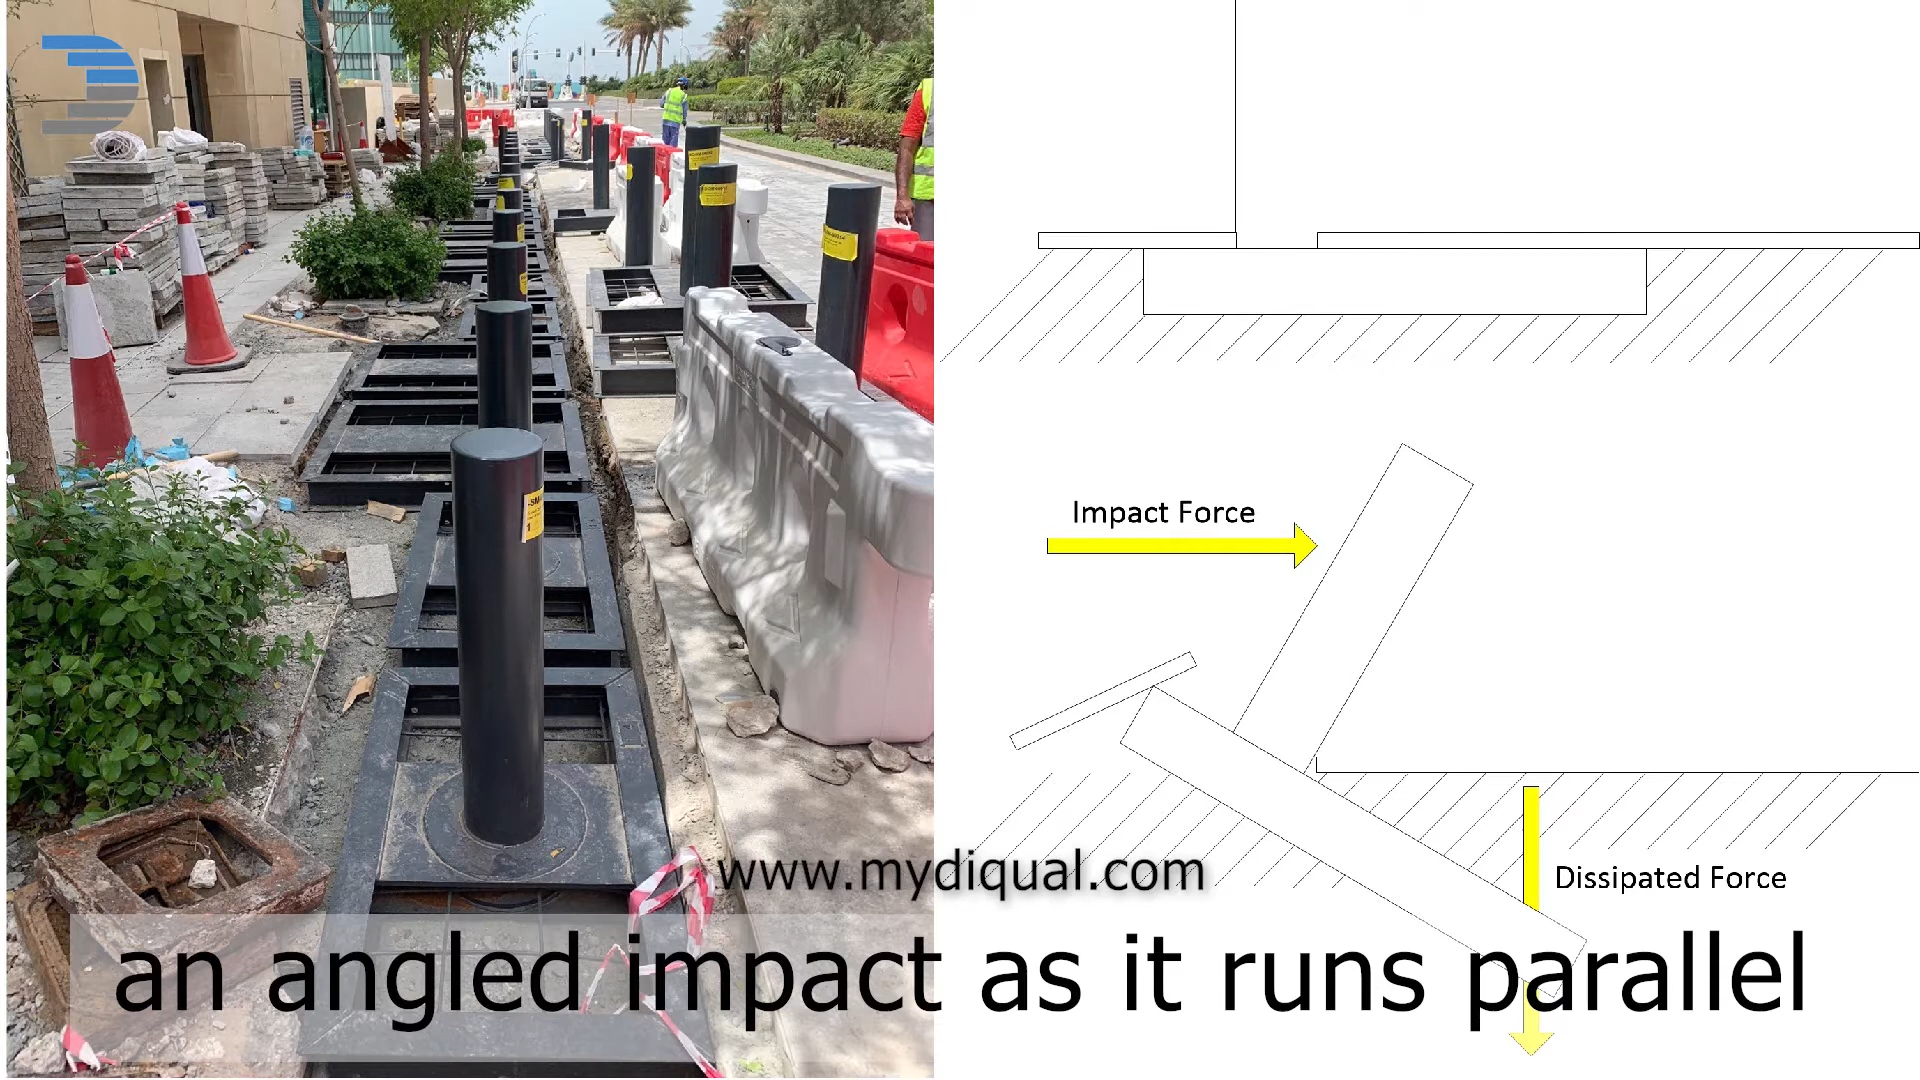 Impact Force
Dissipated Force
www.mydiqual.com
an angled impact as it runs parallel